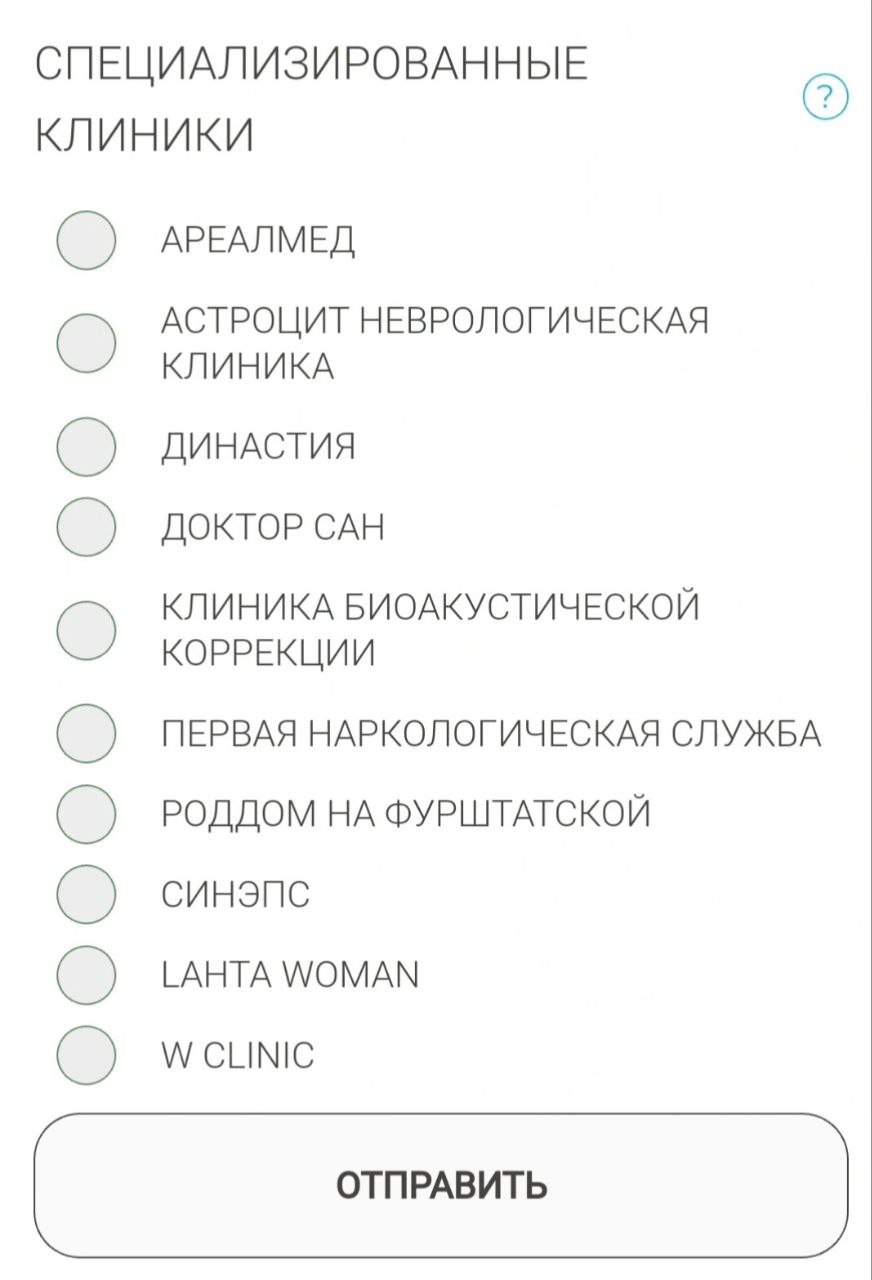 СПЕЦИАЛИЗИРОВАННЫЕ
КЛИНИКИ
?
АРЕАЛМЕД
АСТРОЦИТ НЕВРОЛОГИЧЕСКАЯ
КЛИНИКА
ДИНАСТИЯ
ДОКТОР САН
КЛИНИКА БИОАКУСТИЧЕСКОЙ
КОРРЕКЦИИ
ПЕРВАЯ НАРКОЛОГИЧЕСКАЯ СЛУЖБА
РОДДОМ НА ФУРШТАТСКОЙ
СИНЭПС
LAHTA WOMAN
W CLINIC
ОТПРАВИТЬ